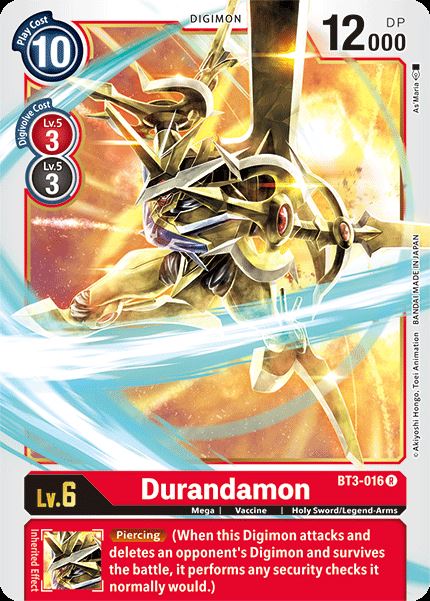 Play Cost
10
DIGIMON
DP
12000
Digivolve Cost
Lv.5
3
Lv.5
3
As'Maria
© Akiyoshi Hongo, Toei Animation BANDAI MADE IN JAPAN
BT3-016 R
Lv.6
Durandamon
Mega | Vaccine | Holy Sword/Legend-Arms
Inherited Effect
Piercing (When this Digimon attacks and
deletes an opponent's Digimon and survives
the battle, it performs any security checks it
normally would.)